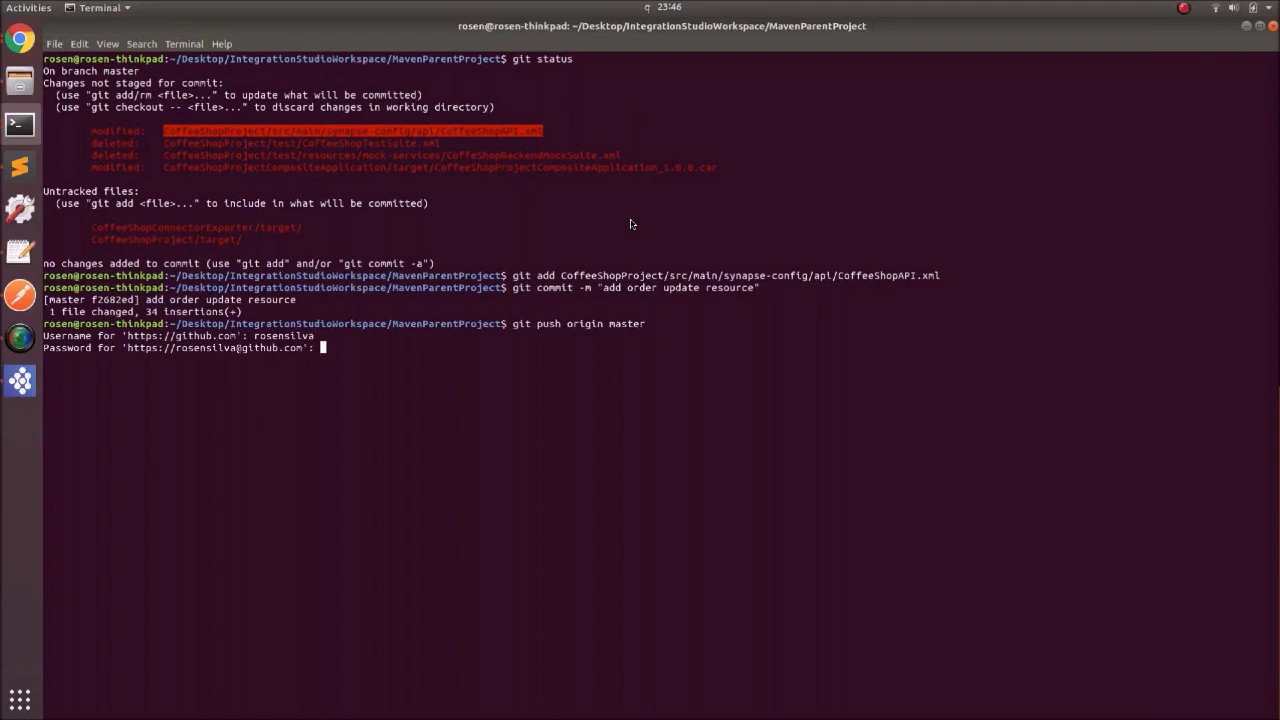 Activities
Terminal
23:46
rosen@rosen-thinkpad: ~/Desktop/IntegrationStudioWorkspace/MavenParentProject
File Edit View Search Terminal Help
rosen@rosen-thinkpad:~/Desktop/IntegrationStudioWorkspace/MavenParentProject$ git status
On branch master
Changes not staged for commit:
(use "git add/rm <file>..." to update what will be committed)
(use "git checkout -- <file>..." to discard changes in working directory)
modified: CoffeeShopProject/src/main/synapse-config/api/CoffeeShopAPI.xml
deleted: CoffeeShopProject/test/CoffeeShopTestSuite.xml
deleted: CoffeeShopProject/test/resources/mock-services/CoffeShopBackendMockSuite.xml
modified: CoffeeShopProjectCompositeApplication/target/CoffeeShopProjectCompositeApplication_1.0.0.car
Untracked files:
(use "git add <file>..." to include in what will be committed)
CoffeeShopConnectorExporter/target/
CoffeeShopProject/target/
no changes added to commit (use "git add" and/or "git commit -a")
rosen@rosen-thinkpad:~/Desktop/IntegrationStudioWorkspace/MavenParentProject$ git add CoffeeShopProject/src/main/synapse-config/api/CoffeeShopAPI.xml
rosen@rosen-thinkpad:~/Desktop/IntegrationStudioWorkspace/MavenParentProject$ git commit -m "add order update resource"
[master f2682ed] add order update resource
1 file changed, 34 insertions(+)
rosen@rosen-thinkpad:~/Desktop/IntegrationStudioWorkspace/MavenParentProject$ git push origin master
Username for 'https://github.com': rosensilva
Password for 'https://rosensilva@github.com':